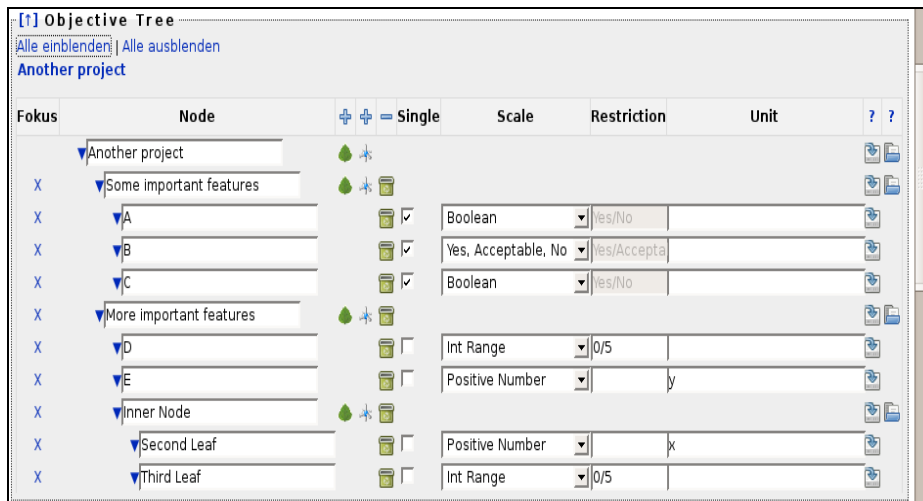 [↑] Objective Tree
Alle einblenden | Alle ausblenden
Another project
Fokus Node Single Scale Restriction Unit ? ?
Another project
X Some important features
X A Boolean Yes/No
X B Yes, Acceptable, No Yes/Accepta
X C Boolean Yes/No
X More important features
X D Int Range 0/5
X E Positive Number y
X Inner Node
X Second Leaf Positive Number x
X Third Leaf Int Range 0/5